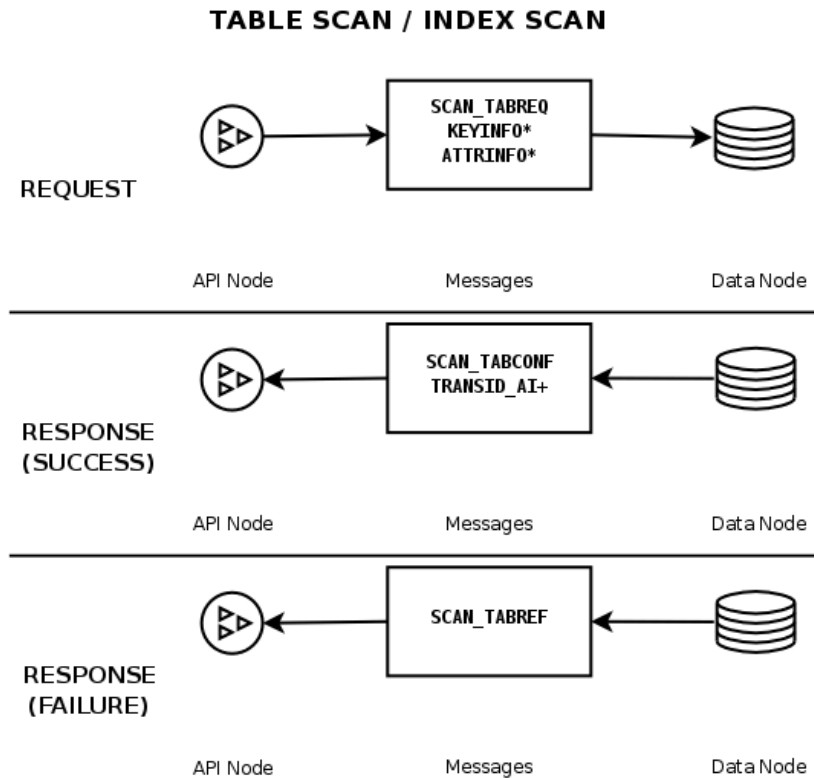 TABLE SCAN / INDEX SCAN
SCAN_TABREQ
KEYINFO*
ATTRINFO*
REQUEST
API Node
Messages
Data Node
SCAN_TABCONF
TRANSID_AI+
RESPONSE
(SUCCESS)
API Node
Messages
Data Node
SCAN_TABREF
RESPONSE
(FAILURE)
API Node
Messages
Data Node